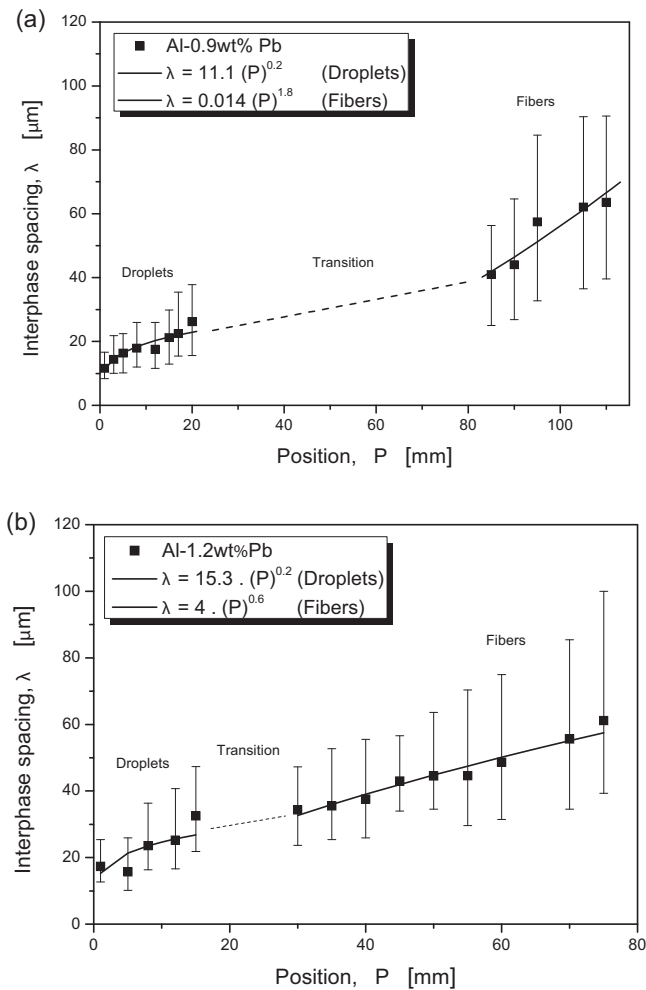 (a)
120
100
80
60
40
20
0
Interphase spacing, λ [μm]
Al-0.9wt% Pb
λ = 11.1 (P)^0.2 (Droplets)
λ = 0.014 (P)^1.8 (Fibers)
Fibers
Droplets
Transition
0 20 40 60 80 100
Position, P [mm]
(b)
120
100
80
60
40
20
0
Interphase spacing, λ [μm]
Al-1.2wt%Pb
λ = 15.3 . (P)^0.2 (Droplets)
λ = 4 . (P)^0.6 (Fibers)
Fibers
Droplets
Transition
0 20 40 60 80
Position, P [mm]